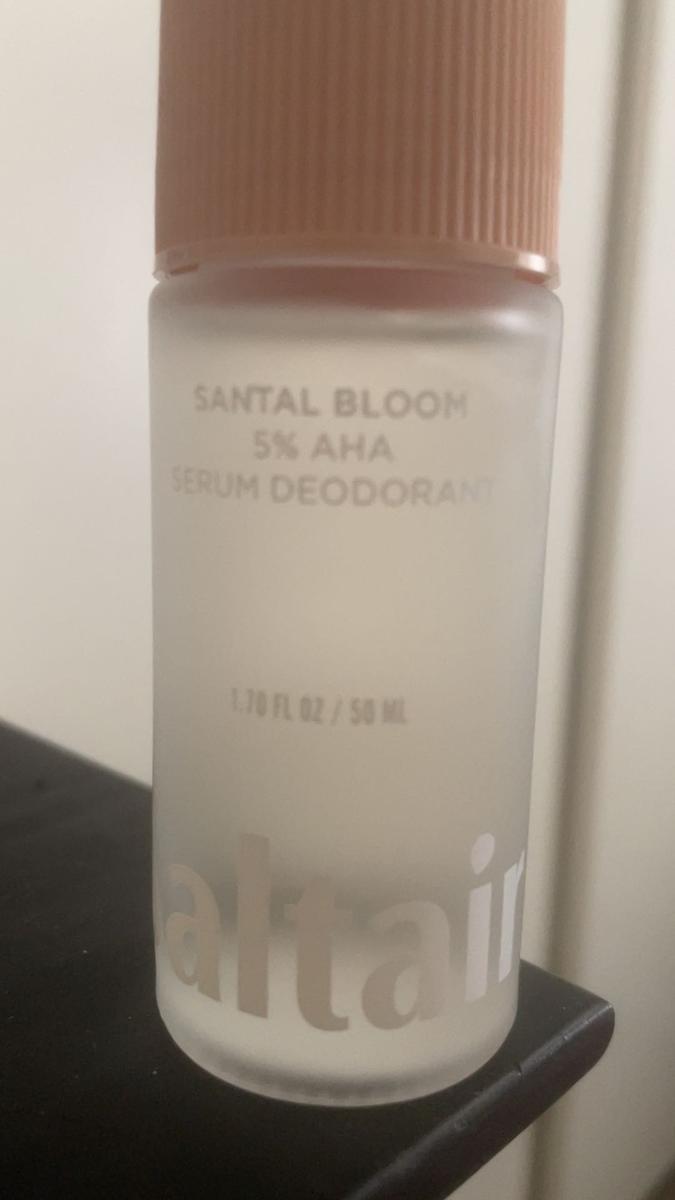 SANTAL BLOOM
5% AHA
SERUM DEODORANT
1.70 FL OZ / 50 ML
altair